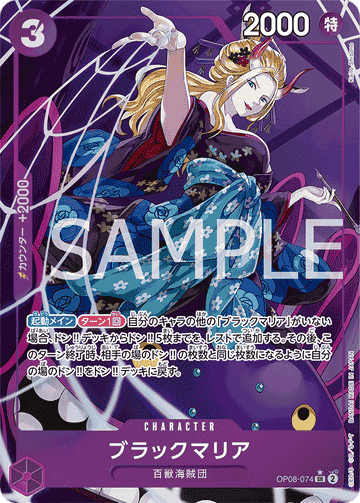 3
2000
特
カウンター +2000
SAMPLE
起動メイン ターン1回 自分のキャラの他の「ブラックマリア」がいない
場合、ドン!!デッキからドン!!5枚までを、レストで追加する。その後、こ
のターン終了時、相手の場のドン!!の枚数と同じ枚数になるように自分
の場のドン!!をドン!!デッキに戻す。
CHARACTER
ブラックマリア
百獣海賊団
OP08-074 SR 2